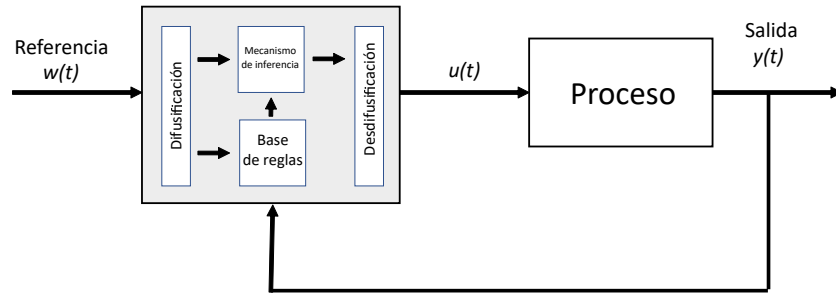 Referencia
w(t)
Difusificación
Mecanismo
de inferencia
Base
de reglas
Desdifusificación
u(t)
Proceso
Salida
y(t)